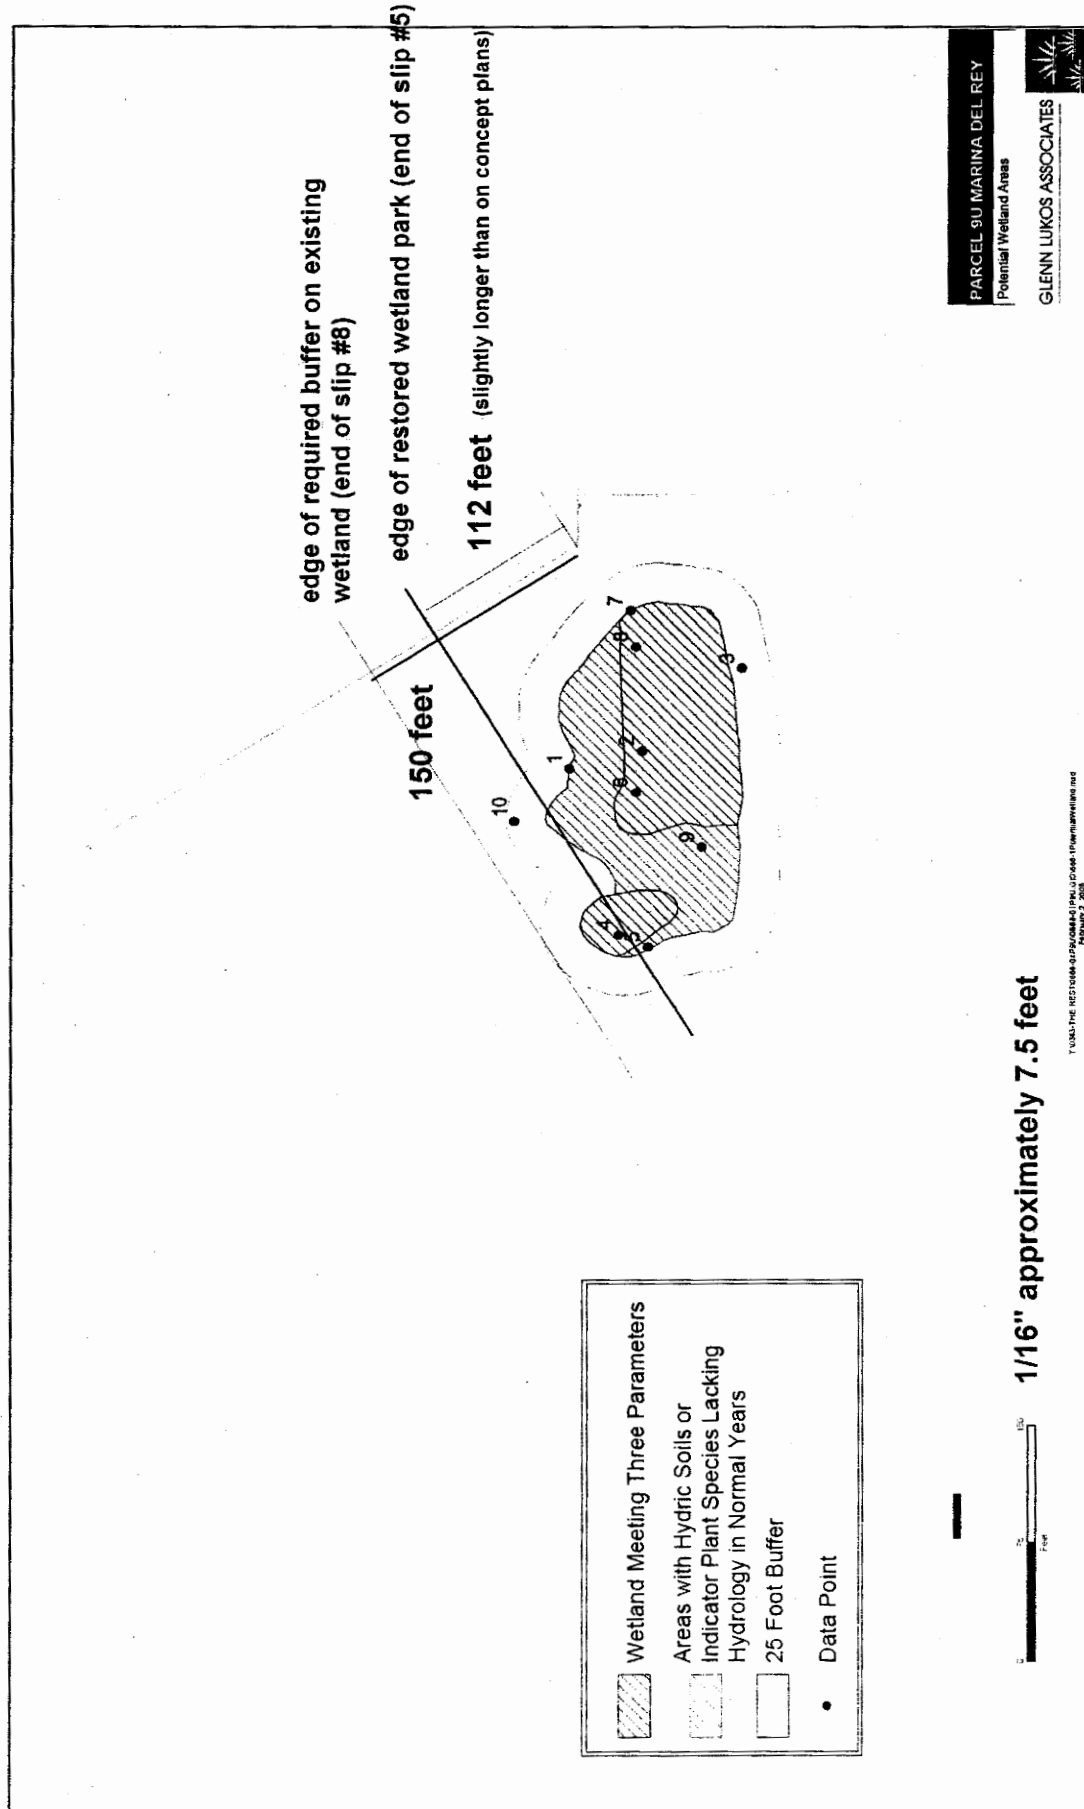 edge of required buffer on existing
wetland (end of slip #8)
edge of restored wetland park (end of slip #5)
112 feet (slightly longer than on concept plans)
150 feet
10
1
7
8
2
6
3
9
4
5
Wetland Meeting Three Parameters
Areas with Hydric Soils or
Indicator Plant Species Lacking
Hydrology in Normal Years
25 Foot Buffer
Data Point
0
75
150
Feet
1/16" approximately 7.5 feet
PARCEL 9U MARINA DEL REY
Potential Wetland Areas
GLENN LUKOS ASSOCIATES
February 2, 2005